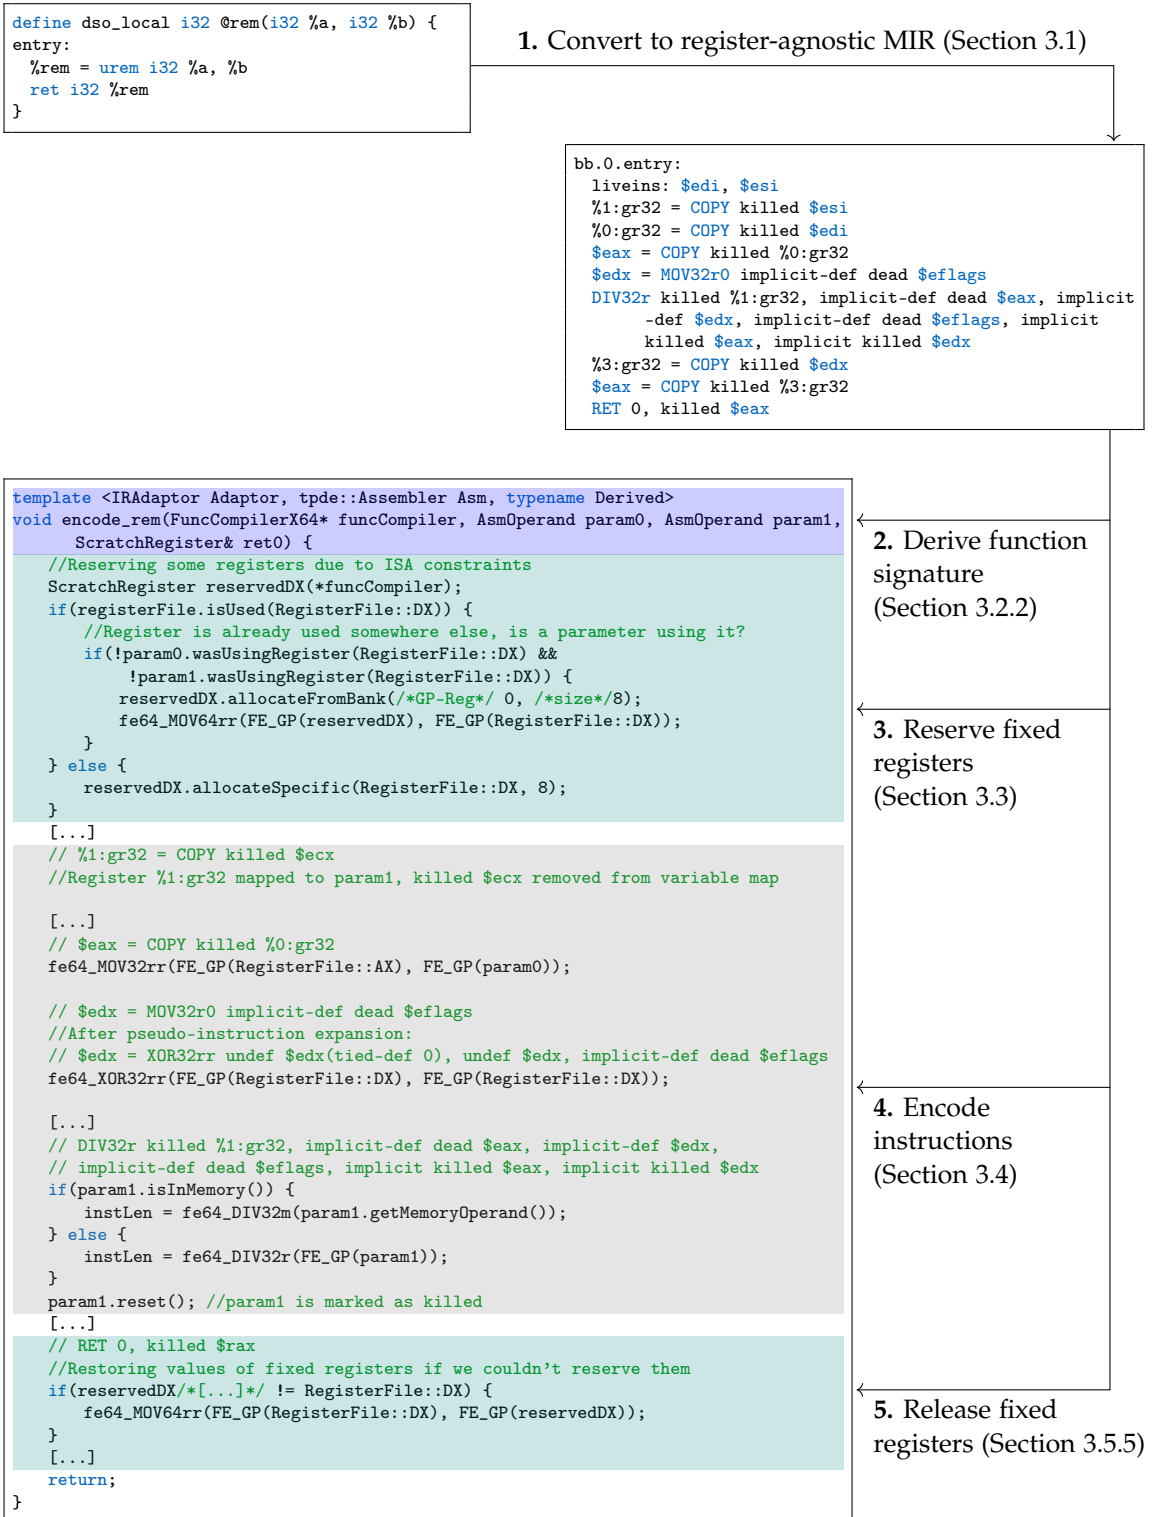 define dso_local i32 @rem(i32 %a, i32 %b) {
entry:
%rem = urem i32 %a, %b
ret i32 %rem
}
1. Convert to register-agnostic MIR (Section 3.1)
bb.0.entry:
liveins: $edi, $esi
%1:gr32 = COPY killed $esi
%0:gr32 = COPY killed $edi
$eax = COPY killed %0:gr32
$edx = MOV32r0 implicit-def dead $eflags
DIV32r killed %1:gr32, implicit-def dead $eax, implicit
-def $edx, implicit-def dead $eflags, implicit
killed $eax, implicit killed $edx
%3:gr32 = COPY killed $edx
$eax = COPY killed %3:gr32
RET 0, killed $eax
template <IRAdaptor Adaptor, tpde::Assembler Asm, typename Derived>
void encode_rem(FuncCompilerX64* funcCompiler, AsmOperand param0, AsmOperand param1,
ScratchRegister& ret0) {
//Reserving some registers due to ISA constraints
ScratchRegister reservedDX(*funcCompiler);
if(registerFile.isUsed(RegisterFile::DX)) {
//Register is already used somewhere else, is a parameter using it?
if(!param0.wasUsingRegister(RegisterFile::DX) &&
!param1.wasUsingRegister(RegisterFile::DX)) {
reservedDX.allocateFromBank(/*GP-Reg*/ 0, /*size*/8);
fe64_MOV64rr(FE_GP(reservedDX), FE_GP(RegisterFile::DX));
}
} else {
reservedDX.allocateSpecific(RegisterFile::DX, 8);
}
[...]
// %1:gr32 = COPY killed $ecx
//Register %1:gr32 mapped to param1, killed $ecx removed from variable map
[...]
// $eax = COPY killed %0:gr32
fe64_MOV32rr(FE_GP(RegisterFile::AX), FE_GP(param0));
// $edx = MOV32r0 implicit-def dead $eflags
//After pseudo-instruction expansion:
// $edx = XOR32rr undef $edx(tied-def 0), undef $edx, implicit-def dead $eflags
fe64_XOR32rr(FE_GP(RegisterFile::DX), FE_GP(RegisterFile::DX));
[...]
// DIV32r killed %1:gr32, implicit-def dead $eax, implicit-def $edx,
// implicit-def dead $eflags, implicit killed $eax, implicit killed $edx
if(param1.isInMemory()) {
instLen = fe64_DIV32m(param1.getMemoryOperand());
} else {
instLen = fe64_DIV32r(FE_GP(param1));
}
param1.reset(); //param1 is marked as killed
[...]
// RET 0, killed $rax
//Restoring values of fixed registers if we couldn't reserve them
if(reservedDX/*[...]*/ != RegisterFile::DX) {
fe64_MOV64rr(FE_GP(RegisterFile::DX), FE_GP(reservedDX));
}
[...]
return;
}
2. Derive function
signature
(Section 3.2.2)
3. Reserve fixed
registers
(Section 3.3)
4. Encode
instructions
(Section 3.4)
5. Release fixed
registers (Section 3.5.5)